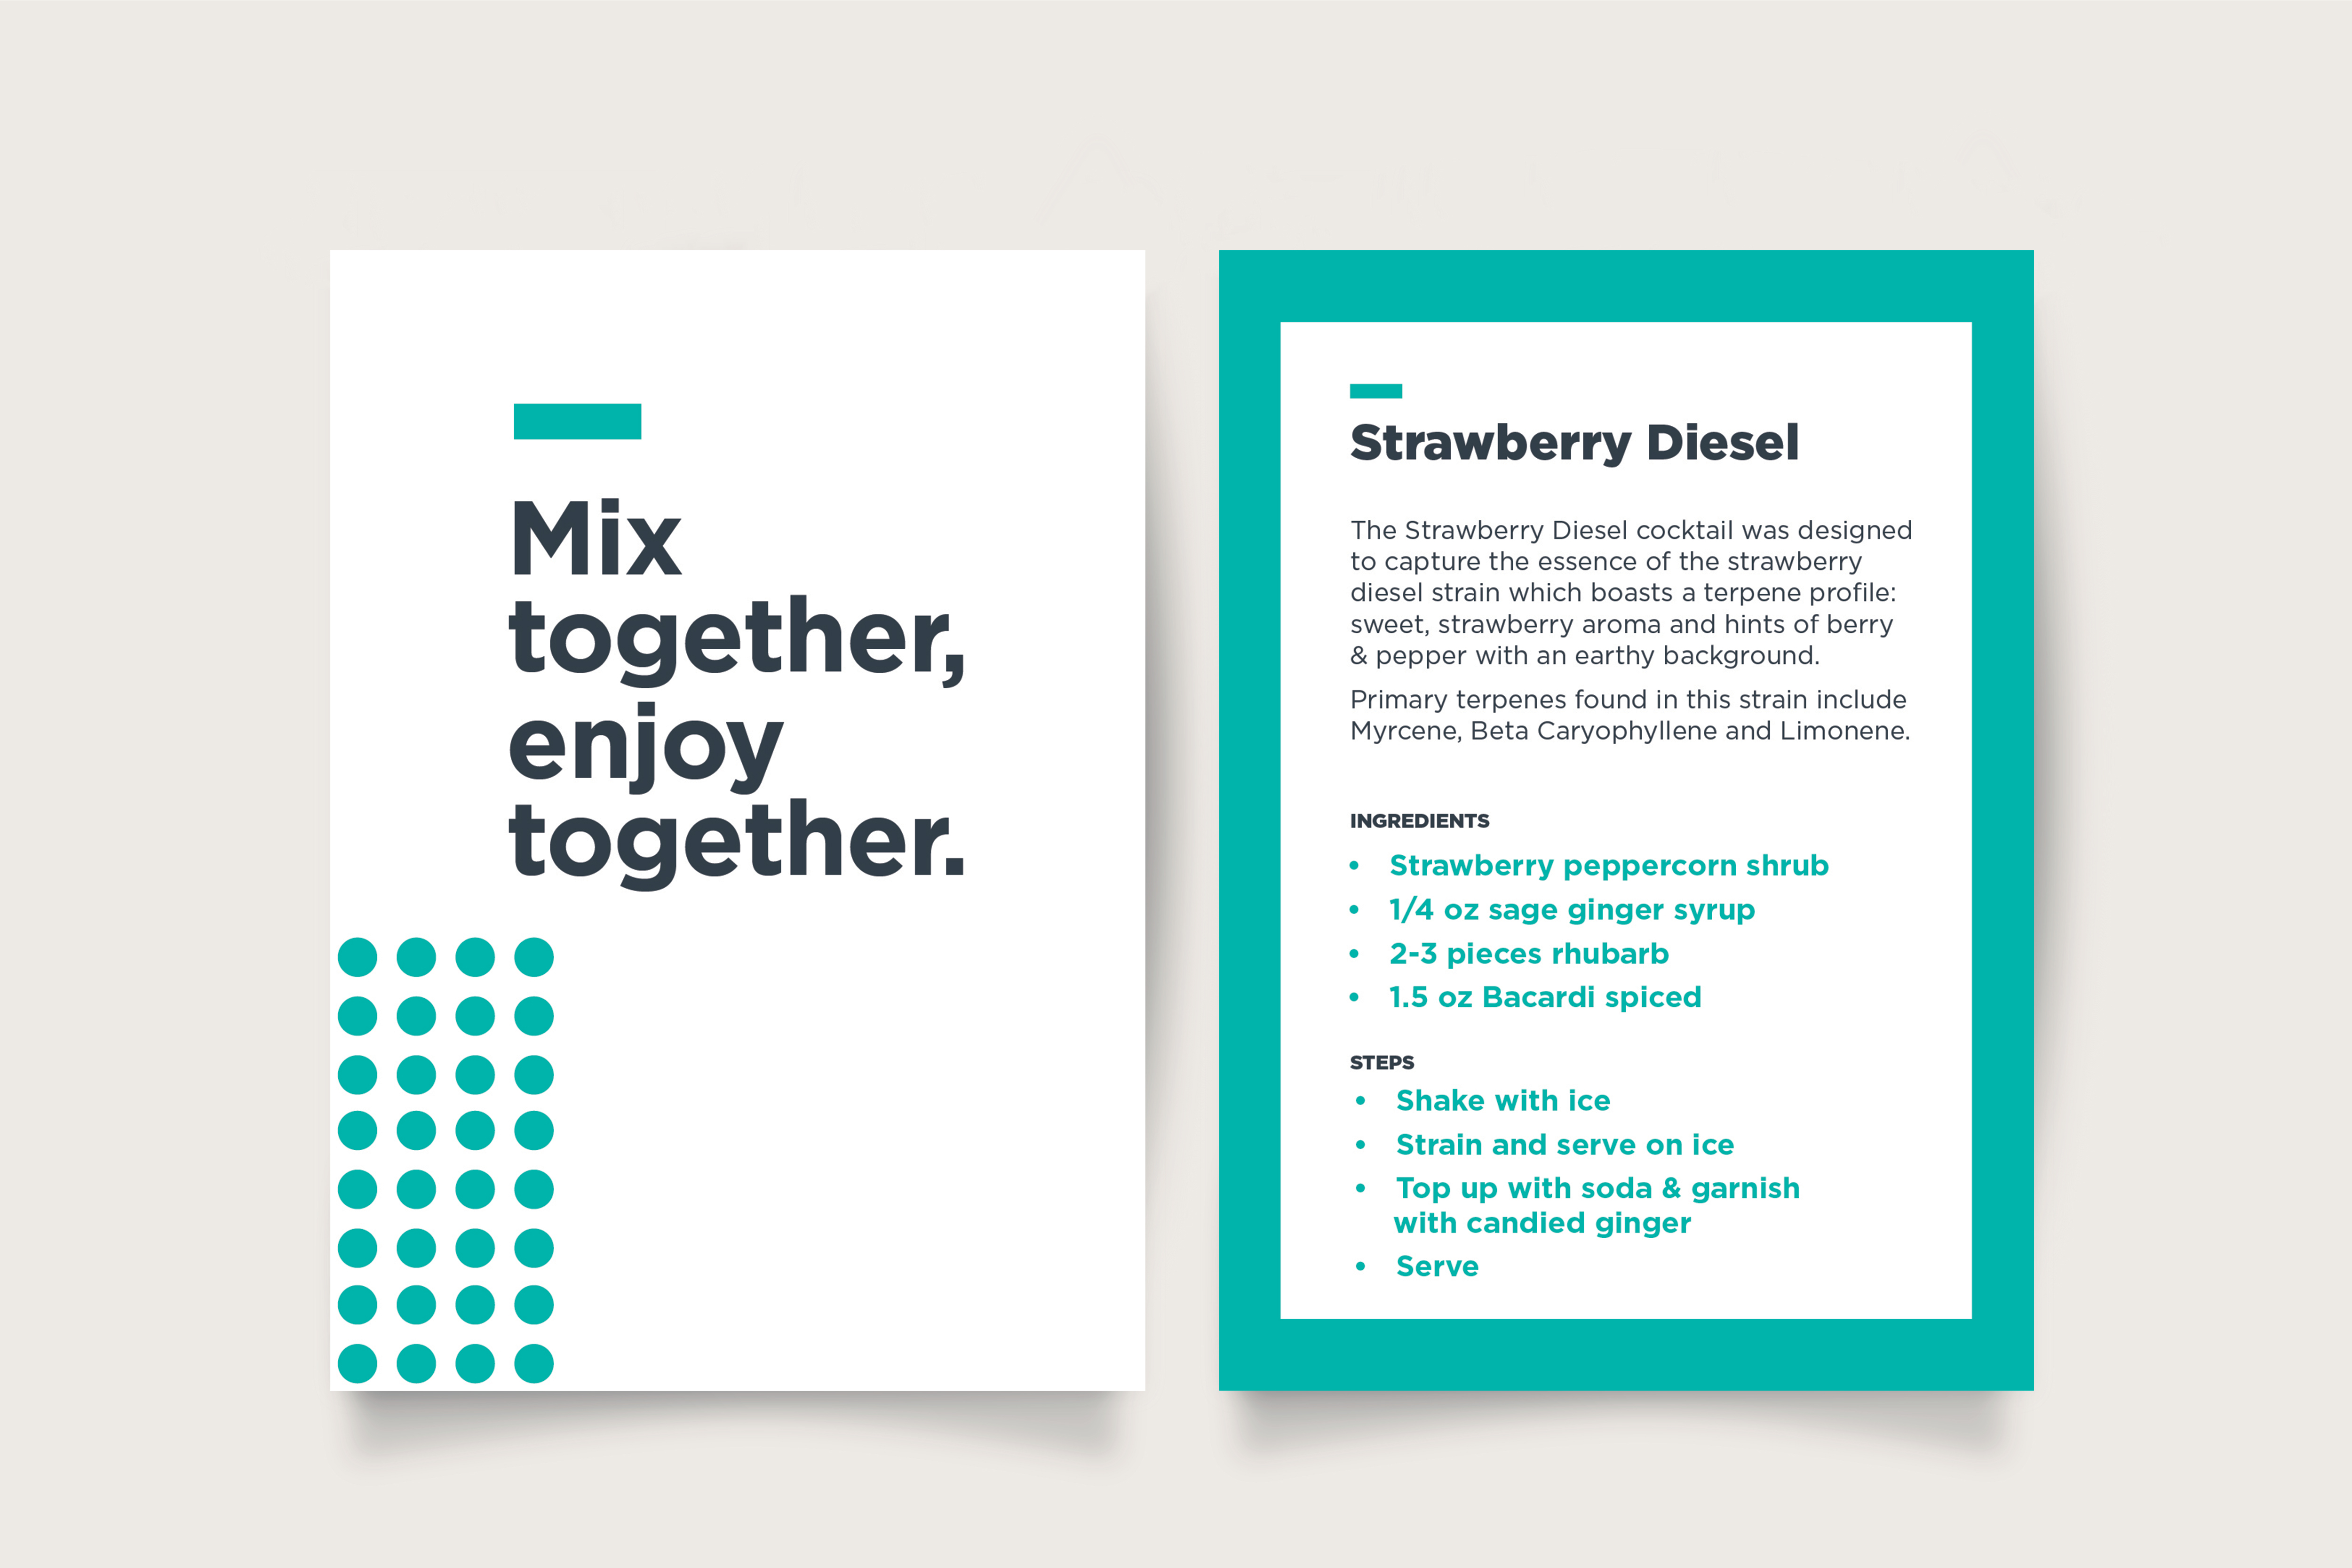 Mix
together,
enjoy
together.
Strawberry Diesel
The Strawberry Diesel cocktail was designed
to capture the essence of the strawberry
diesel strain which boasts a terpene profile:
sweet, strawberry aroma and hints of berry
& pepper with an earthy background.
Primary terpenes found in this strain include
Myrcene, Beta Caryophyllene and Limonene.
INGREDIENTS
• Strawberry peppercorn shrub
• 1/4 oz sage ginger syrup
• 2-3 pieces rhubarb
• 1.5 oz Bacardi spiced
STEPS
• Shake with ice
• Strain and serve on ice
• Top up with soda & garnish
with candied ginger
• Serve